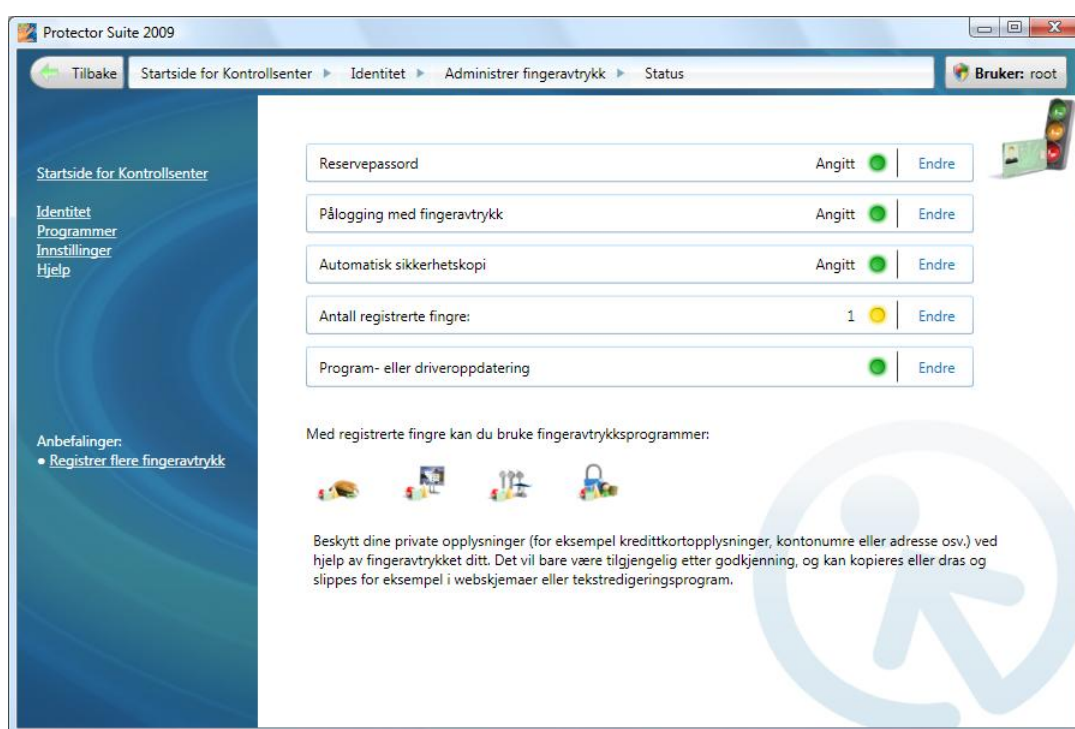 Protector Suite 2009
Tilbake Startside for Kontrollsenter Identitet Administrer fingeravtrykk Status Bruker: root
Startside for Kontrollsenter
Identitet
Programmer
Innstillinger
Hjelp
Anbefalinger:
Registrer flere fingeravtrykk
Reservepassord Angitt Endre
Pålogging med fingeravtrykk Angitt Endre
Automatisk sikkerhetskopi Angitt Endre
Antall registrerte fingre: 1 Endre
Program- eller driveroppdatering Endre
Med registrerte fingre kan du bruke fingeravtrykksprogrammer:
Beskytt dine private opplysninger (for eksempel kredittkortopplysninger, kontonumre eller adresse osv.) ved
hjelp av fingeravtrykket ditt. Det vil bare være tilgjengelig etter godkjenning, og kan kopieres eller dras og
slippes for eksempel i webskjemaer eller tekstredigeringsprogram.